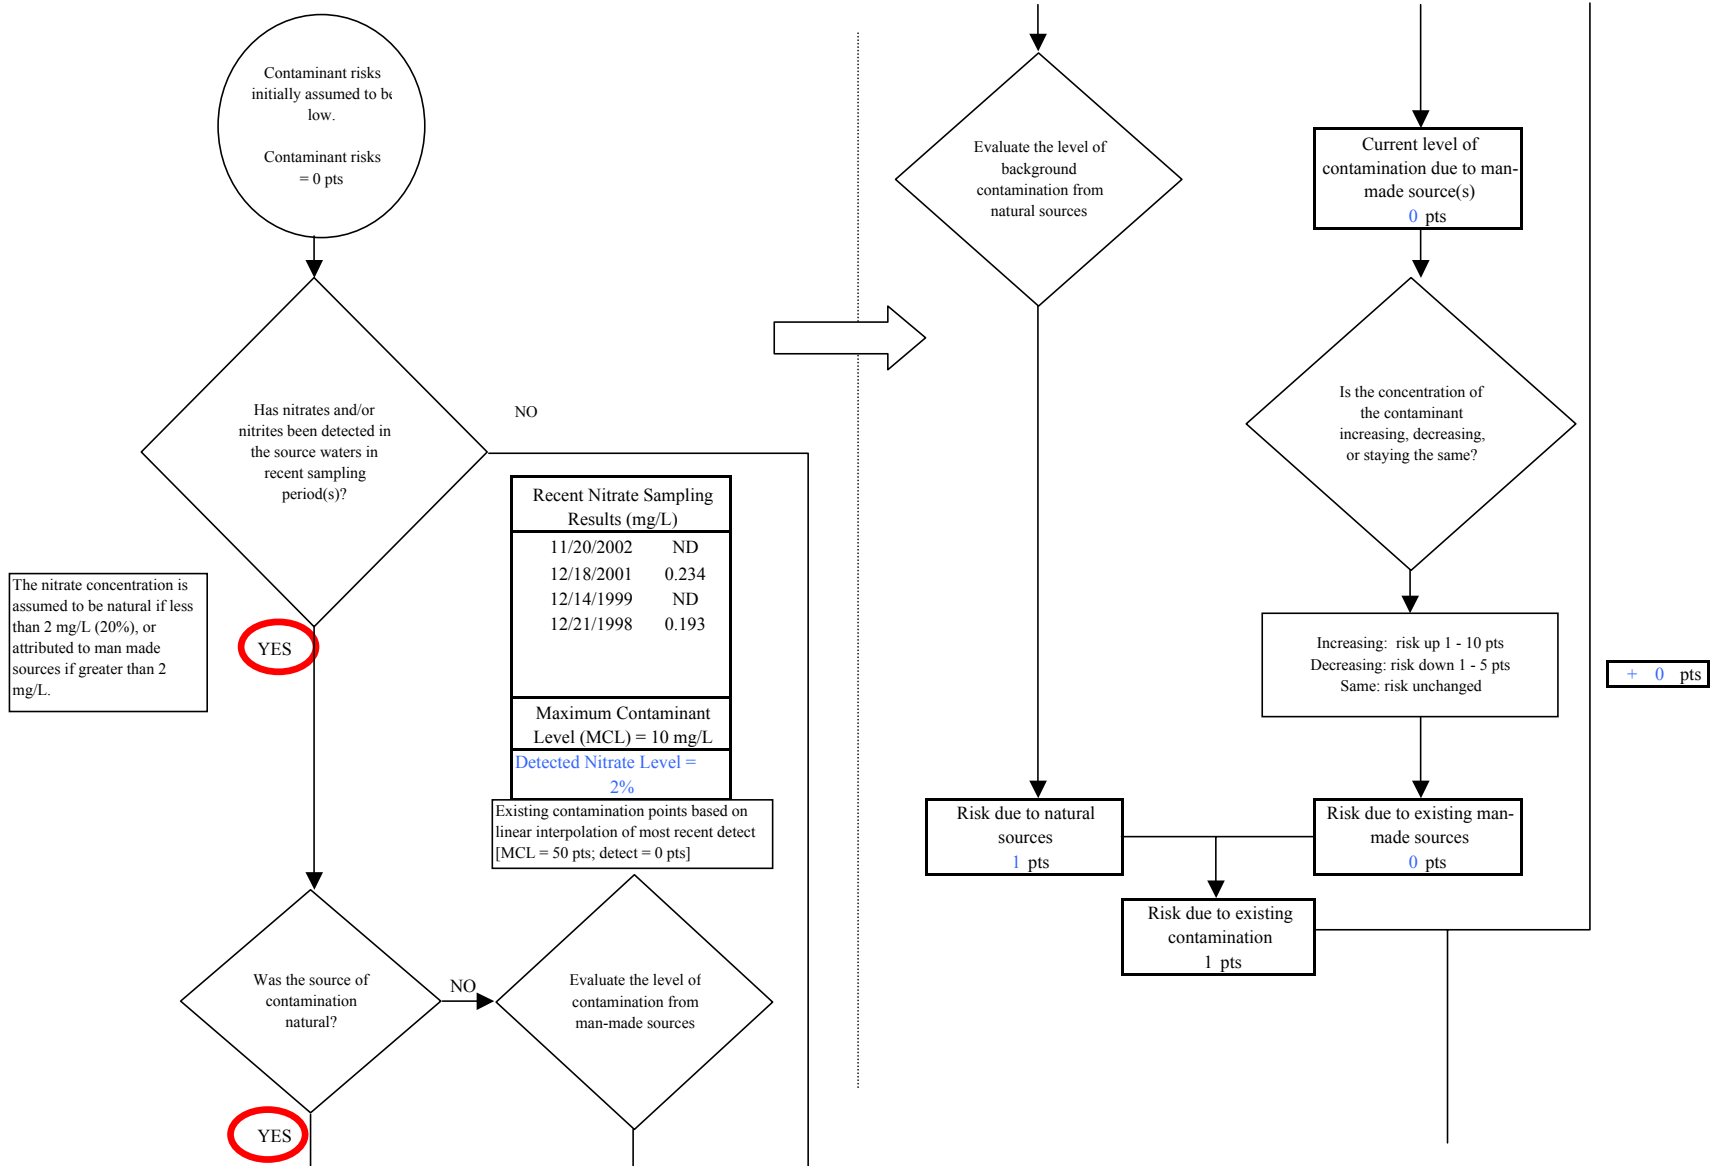 Contaminant risks
initially assumed to be
low.
Contaminant risks
= 0 pts
Has nitrates and/or
nitrites been detected in
the source waters in
recent sampling
period(s)?
NO
Recent Nitrate Sampling
Results (mg/L)
11/20/2002 ND
12/18/2001 0.234
12/14/1999 ND
12/21/1998 0.193
Maximum Contaminant
Level (MCL) = 10 mg/L
Detected Nitrate Level =
2%
Existing contamination points based on
linear interpolation of most recent detect
[MCL = 50 pts; detect = 0 pts]
The nitrate concentration is
assumed to be natural if less
than 2 mg/L (20%), or
attributed to man made
sources if greater than 2
mg/L.
YES
Was the source of
contamination
natural?
NO
Evaluate the level of
contamination from
man-made sources
YES
Evaluate the level of
background
contamination from
natural sources
Current level of
contamination due to man-
made source(s)
0 pts
Is the concentration of
the contaminant
increasing, decreasing,
or staying the same?
Increasing: risk up 1 - 10 pts
Decreasing: risk down 1 - 5 pts
Same: risk unchanged
+ 0 pts
Risk due to natural
sources
1 pts
Risk due to existing man-
made sources
0 pts
Risk due to existing
contamination
1 pts